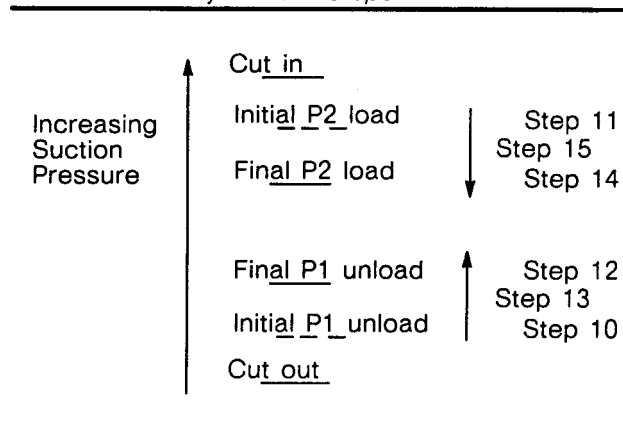 Cut in
Initial P2 load
Increasing
Suction
Pressure
Step 11
Step 15
Final P2 load
Step 14
Final P1 unload
Step 12
Step 13
Initial P1 unload
Step 10
Cut out